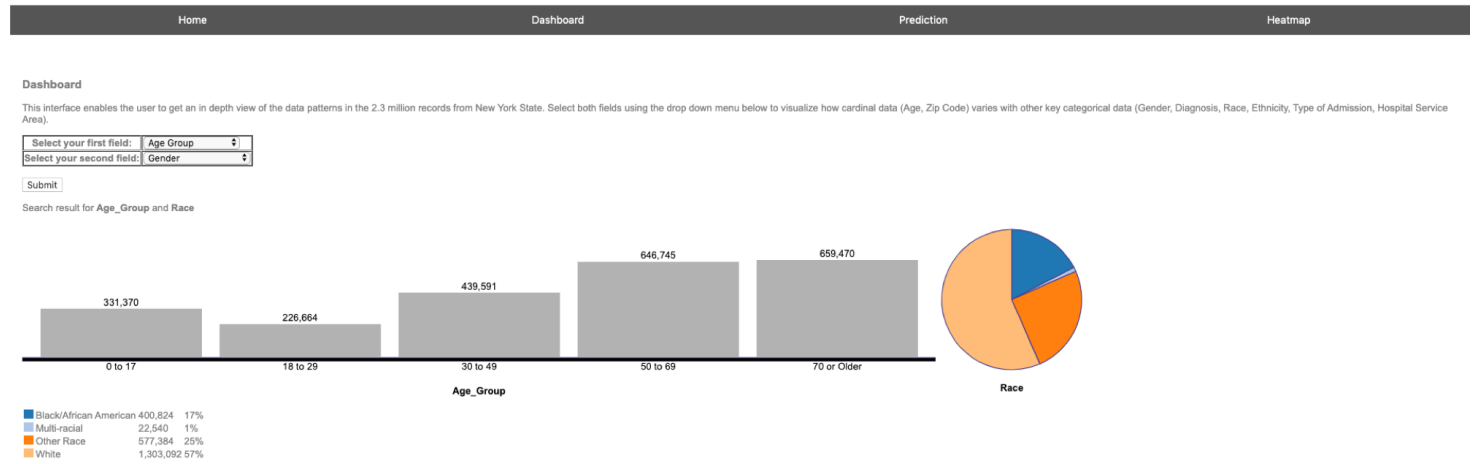 Home Dashboard Prediction Heatmap
Dashboard
This interface enables the user to get an in depth view of the data patterns in the 2.3 million records from New York State. Select both fields using the drop down menu below to visualize how cardinal data (Age, Zip Code) varies with other key categorical data (Gender, Diagnosis, Race, Ethnicity, Type of Admission, Hospital Service
Area).
Select your first field: Age Group
Select your second field: Gender
Submit
Search result for Age_Group and Race
331,370
226,664
439,591
646,745
659,470
0 to 17 18 to 29 30 to 49 50 to 69 70 or Older
Age_Group
Race
Black/African American 400,824 17%
Multi-racial 22,540 1%
Other Race 577,384 25%
White 1,303,092 57%